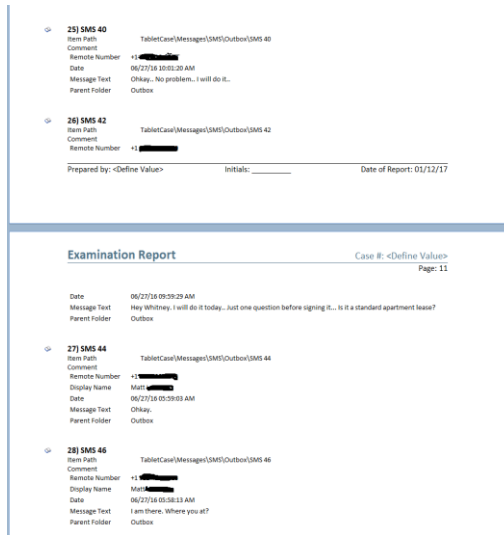 25) SMS 40
Item Path TabletCase\Messages\SMS\Outbox\SMS 40
Comment
Remote Number +1
Date 06/27/16 10:01:20 AM
Message Text Ohkay.. No problem.. I will do it..
Parent Folder Outbox
26) SMS 42
Item Path TabletCase\Messages\SMS\Outbox\SMS 42
Comment
Remote Number +1
Prepared by: <Define Value> Initials: ________ Date of Report: 01/12/17
Examination Report Case #: <Define Value>
Page: 11
Date 06/27/16 09:59:29 AM
Message Text Hey Whitney. I will do it today.. Just one question before signing it... Is it a standard apartment lease?
Parent Folder Outbox
27) SMS 44
Item Path TabletCase\Messages\SMS\Outbox\SMS 44
Comment
Remote Number +1
Display Name Matt
Date 06/27/16 05:59:03 AM
Message Text Ohkay.
Parent Folder Outbox
28) SMS 46
Item Path TabletCase\Messages\SMS\Outbox\SMS 46
Comment
Remote Number +1
Display Name Matt
Date 06/27/16 05:58:13 AM
Message Text I am there. Where you at?
Parent Folder Outbox